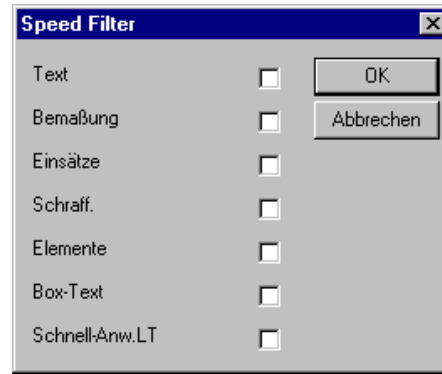 Speed Filter
Text
OK
Bemaßung
Abbrechen
Einsätze
Schraff.
Elemente
Box-Text
Schnell-Anw.LT